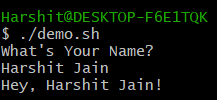 Harshit@DESKTOP-F6E1TQK
$ ./demo.sh
What's Your Name?
Harshit Jain
Hey, Harshit Jain!